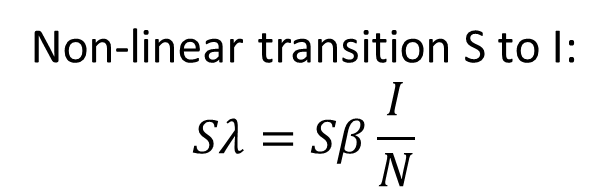 Non-linear transition S to I:
Sλ = Sβ I/N